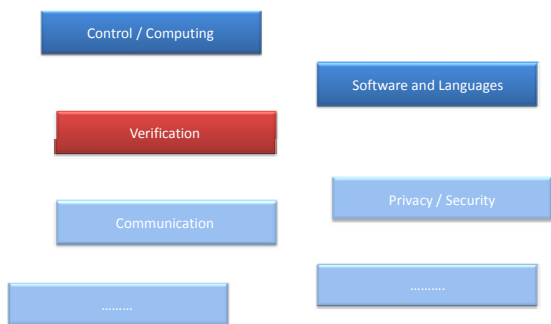 Control / Computing
Software and Languages
Verification
Privacy / Security
Communication
……….
………